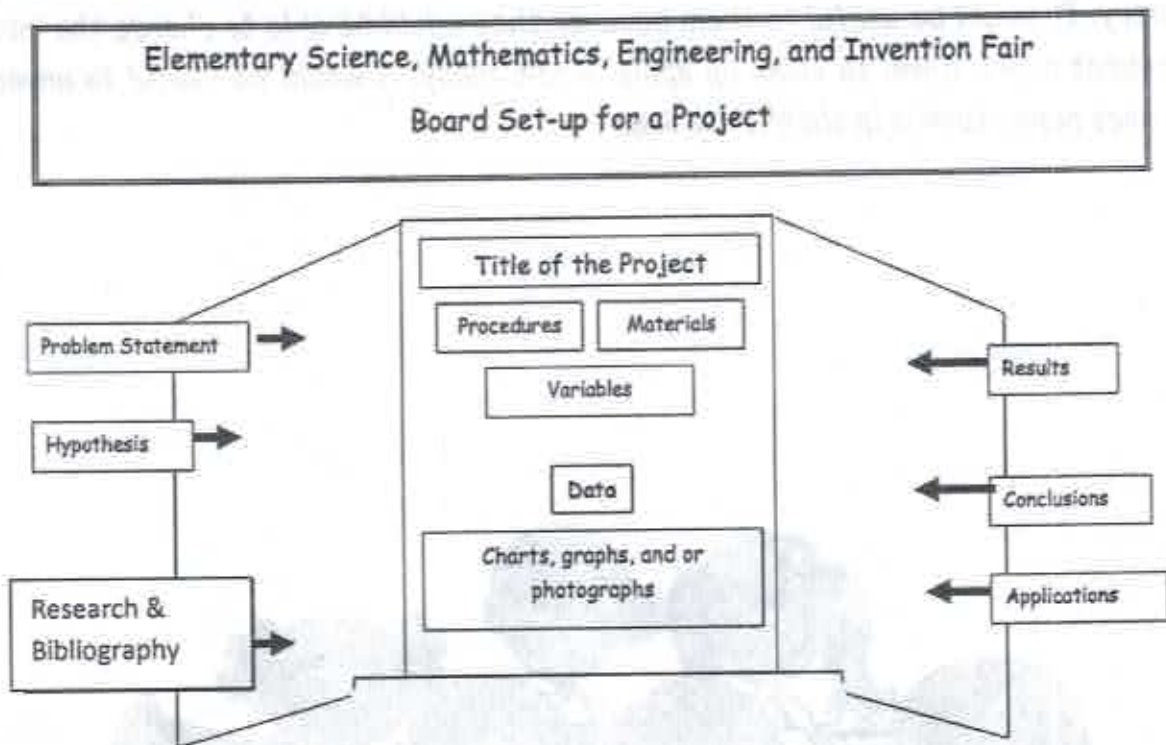 Elementary Science, Mathematics, Engineering, and Invention Fair
Board Set-up for a Project
Title of the Project
Procedures
Materials
Variables
Data
Charts, graphs, and or
photographs
Problem Statement
Hypothesis
Research &
Bibliography
Results
Conclusions
Applications